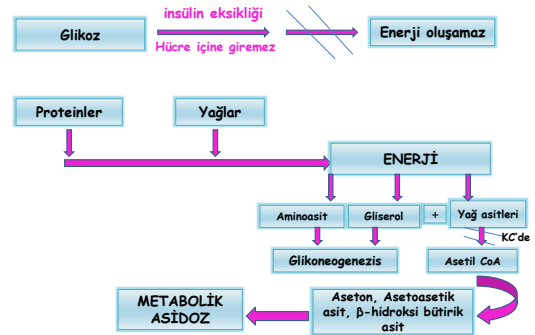 insülin eksikliği
Glikoz
Enerji oluşamaz
Hücre içine giremez
Proteinler
Yağlar
ENERJİ
Aminoasit
Gliserol
+
Yağ asitleri
KC'de
Glikoneogenezis
Asetil CoA
METABOLİK
ASİDOZ
Aseton, Asetoasetik
asit, β-hidroksi bütirik
asit